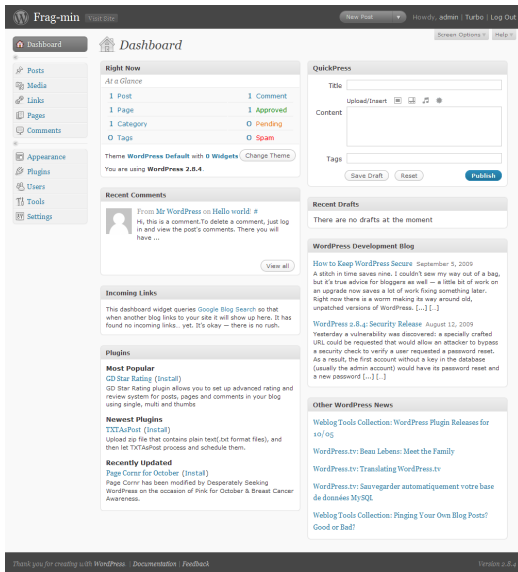 Frag-min Visit Site
New Post
Howdy, admin | Turbo | Log Out
Screen Options
Help
Dashboard
Posts
Media
Links
Pages
Comments
Appearance
Plugins
Users
Tools
Settings
Dashboard
Right Now
At a Glance
1 Post 1 Comment
1 Page 1 Approved
1 Category 0 Pending
0 Tags 0 Spam
Theme WordPress Default with 0 Widgets Change Theme
You are using WordPress 2.8.4.
Recent Comments
From Mr WordPress on Hello world! #
Hi, this is a comment.To delete a comment, just log
in and view the post's comments. There you will
have ...
View all
Incoming Links
This dashboard widget queries Google Blog Search so that
when another blog links to your site it will show up here. It has
found no incoming links... yet. It's okay — there is no rush.
Plugins
Most Popular
GD Star Rating (Install)
GD Star Rating plugin allows you to set up advanced rating and
review system for posts, pages and comments in your blog
using single, multi and thumbs
Newest Plugins
TXTAsPost (Install)
Upload zip file that contains plain text(.txt format files), and
then let TXTAsPost process and schedule them.
Recently Updated
Page Cornr for October (Install)
Page Cornr has been modified by Desperately Seeking
WordPress on the occasion of Pink for October & Breast Cancer
Awareness.
QuickPress
Title
Upload/Insert
Content
Tags
Save Draft Reset Publish
Recent Drafts
There are no drafts at the moment
WordPress Development Blog
How to Keep WordPress Secure September 5, 2009
A stitch in time saves nine. I couldn't sew my way out of a bag,
but it's true advice for bloggers as well — a little bit of work on
an upgrade now saves a lot of work fixing something later.
Right now there is a worm making its way around old,
unpatched versions of WordPress. [...] [...]
WordPress 2.8.4: Security Release August 12, 2009
Yesterday a vulnerability was discovered: a specially crafted
URL could be requested that would allow an attacker to bypass
a security check to verify a user requested a password reset.
As a result, the first account without a key in the database
(usually the admin account) would have its password reset and
a new password [...] [...]
Other WordPress News
Weblog Tools Collection: WordPress Plugin Releases for
10/05
WordPress.tv: Beau Lebens: Meet the Family
WordPress.tv: Translating WordPress.tv
WordPress.tv: Sauvegarder automatiquement votre base
de données MySQL
Weblog Tools Collection: Pinging Your Own Blog Posts?
Good or Bad?
Thank you for creating with WordPress | Documentation | Feedback
Version 2.8.4